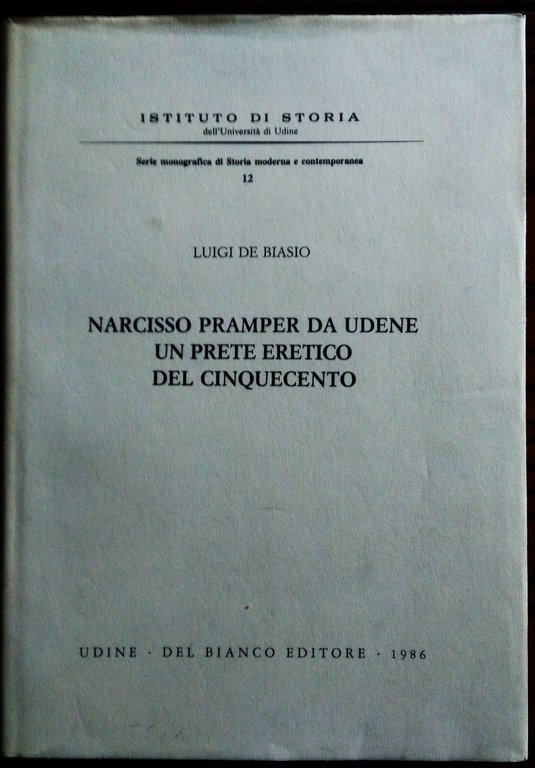 ISTITUTO DI STORIA
dell'Università di Udine
Serie monografica di Storia moderna e contemporanea
12
LUIGI DE BIASIO
NARCISSO PRAMPER DA UDENE
UN PRETE ERETICO
DEL CINQUECENTO
UDINE - DEL BIANCO EDITORE - 1986